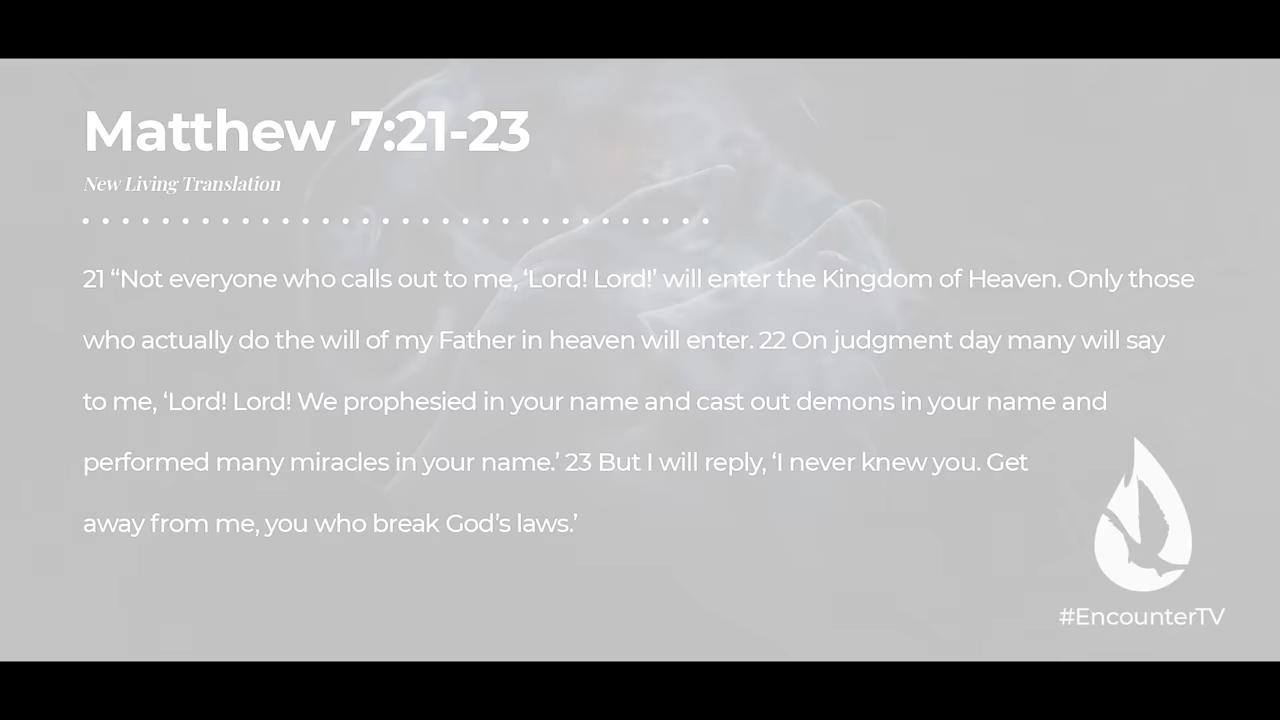 Matthew 7:21-23
New Living Translation
21 “Not everyone who calls out to me, ‘Lord! Lord!’ will enter the Kingdom of Heaven. Only those
who actually do the will of my Father in heaven will enter. 22 On judgment day many will say
to me, ‘Lord! Lord! We prophesied in your name and cast out demons in your name and
performed many miracles in your name.’ 23 But I will reply, ‘I never knew you. Get
away from me, you who break God’s laws.’
#EncounterTV